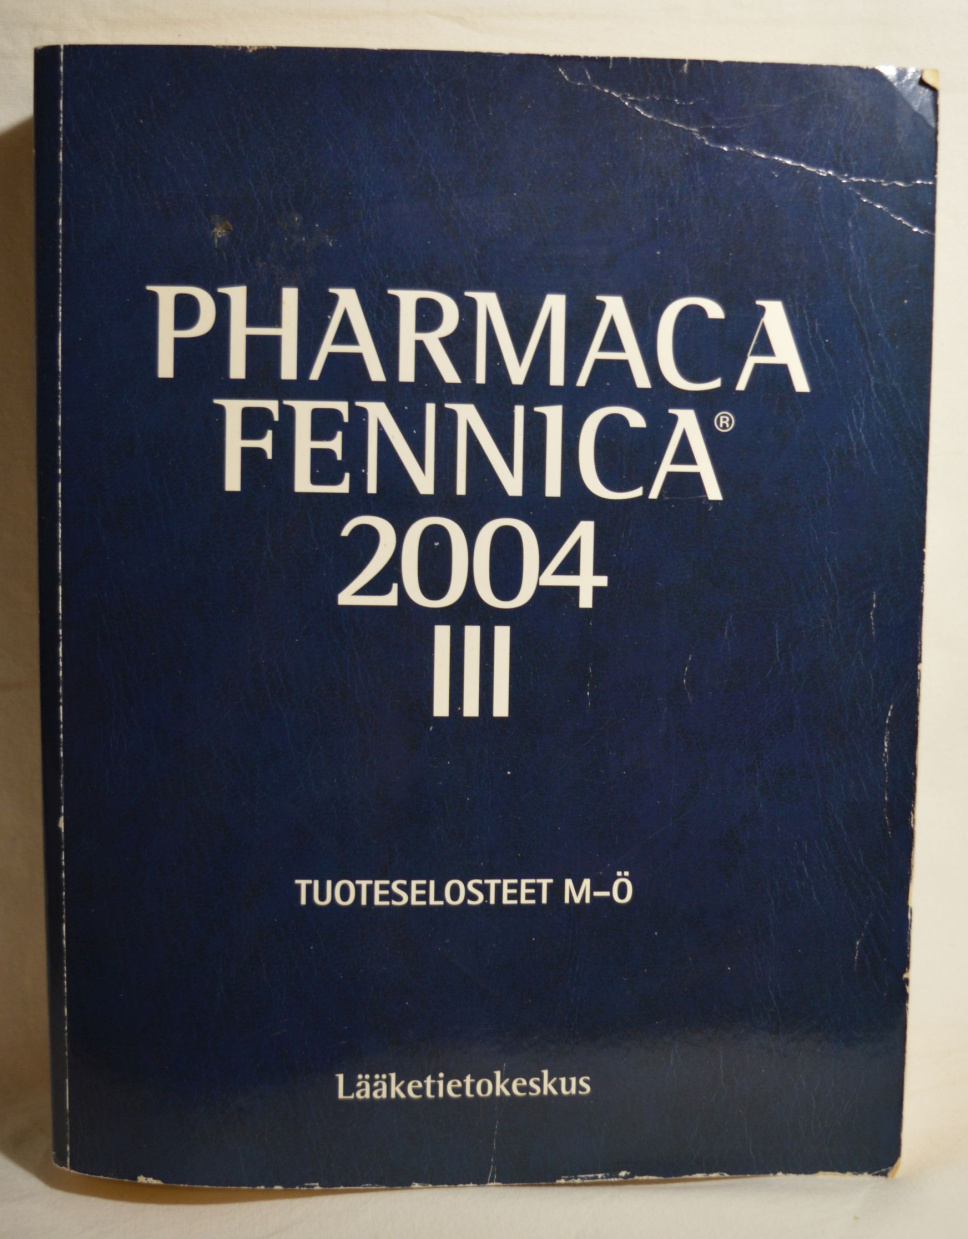 PHARMACA
FENNICA®
2004
III
TUOTESELOSTEET M–Ö
Lääketietokeskus